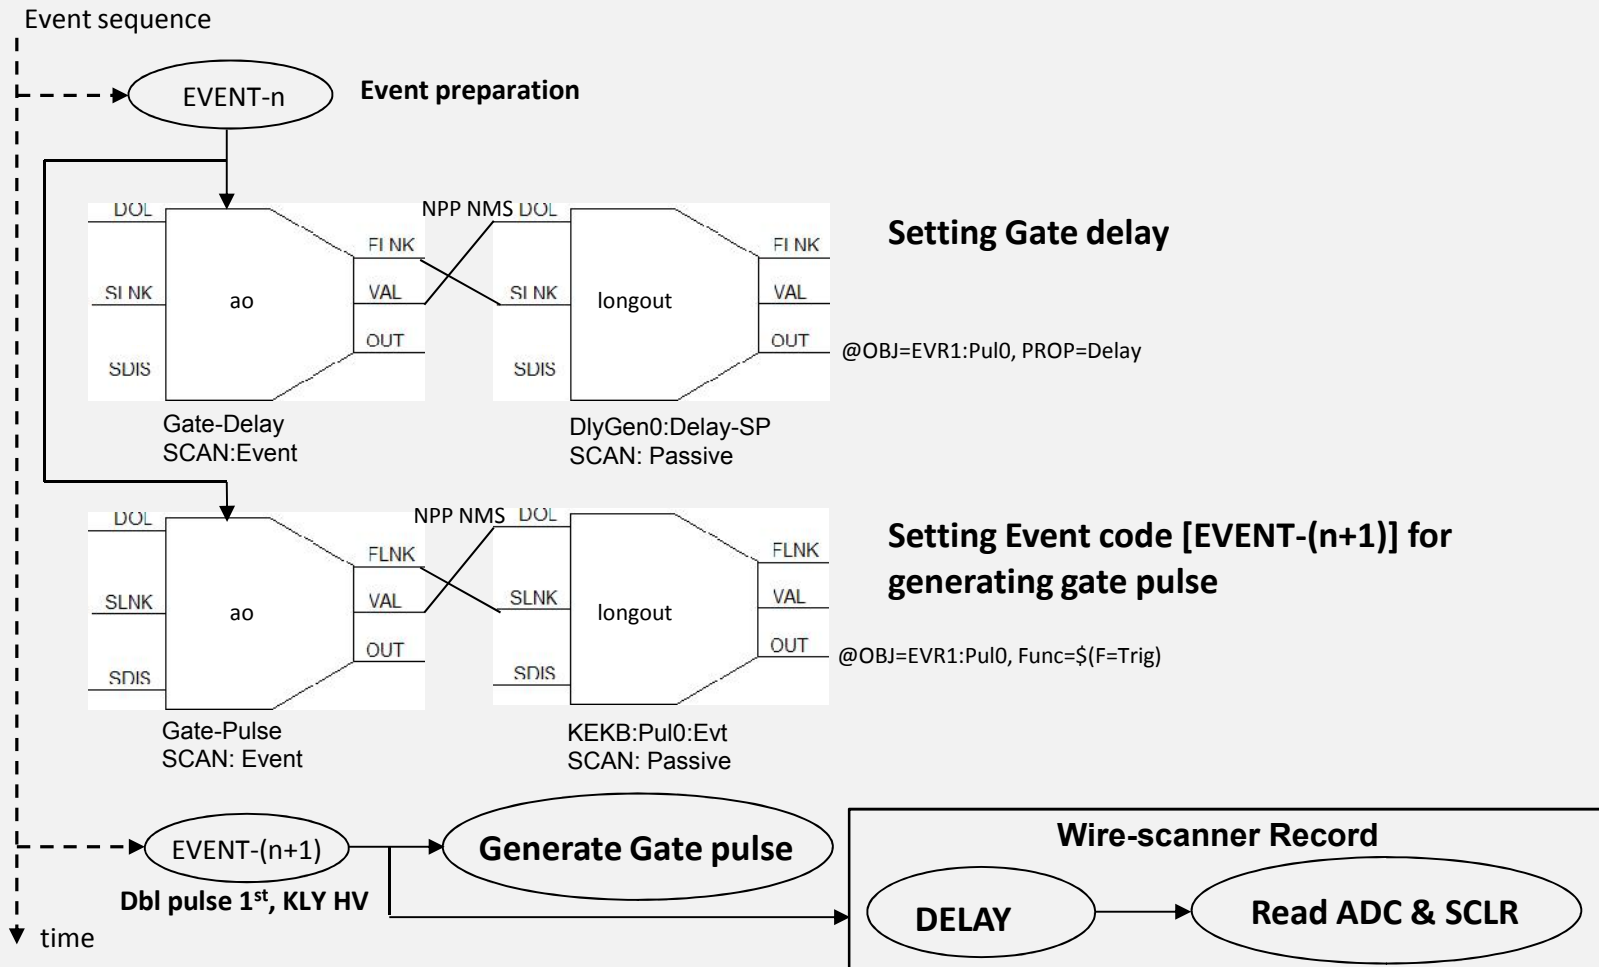 Event sequence
EVENT-n
Event preparation
DOL
NPP NMS DOL
FLNK
FLNK
Setting Gate delay
SLNK
ao
VAL
SLNK
longout
VAL
OUT
OUT
@OBJ=EVR1:Pul0, PROP=Delay
SDIS
SDIS
Gate-Delay
SCAN:Event
DlyGen0:Delay-SP
SCAN: Passive
DOL
NPP NMS DOL
FLNK
FLNK
Setting Event code [EVENT-(n+1)] for
generating gate pulse
SLNK
ao
VAL
SLNK
longout
VAL
OUT
OUT
@OBJ=EVR1:Pul0, Func=$(F=Trig)
SDIS
SDIS
Gate-Pulse
SCAN: Event
KEKB:Pul0:Evt
SCAN: Passive
EVENT-(n+1)
Generate Gate pulse
Wire-scanner Record
Dbl pulse 1st, KLY HV
DELAY
Read ADC & SCLR
time